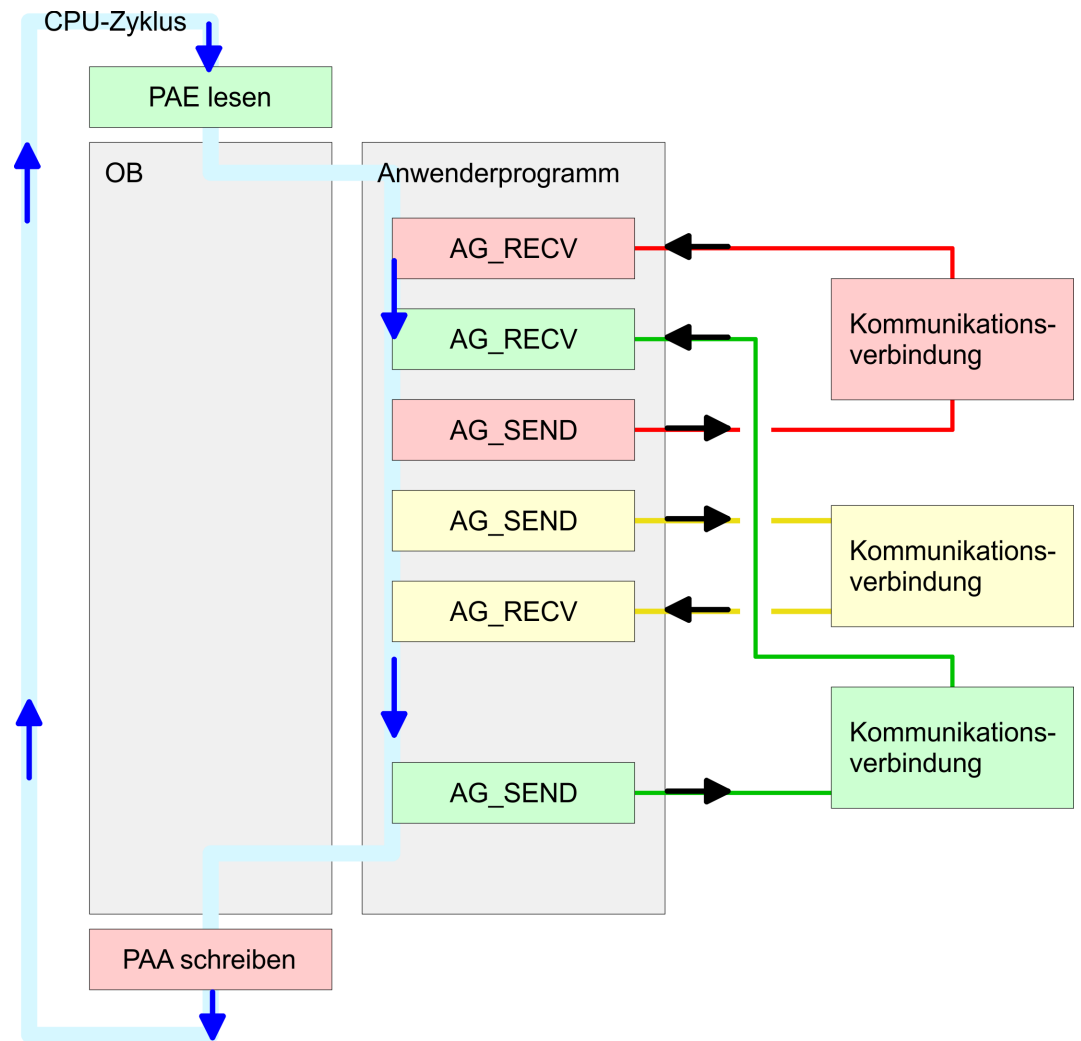 CPU-Zyklus
PAE lesen
OB
Anwenderprogramm
AG_RECV
AG_RECV
AG_SEND
AG_SEND
AG_RECV
AG_SEND
Kommunikations-
verbindung
Kommunikations-
verbindung
Kommunikations-
verbindung
PAA schreiben